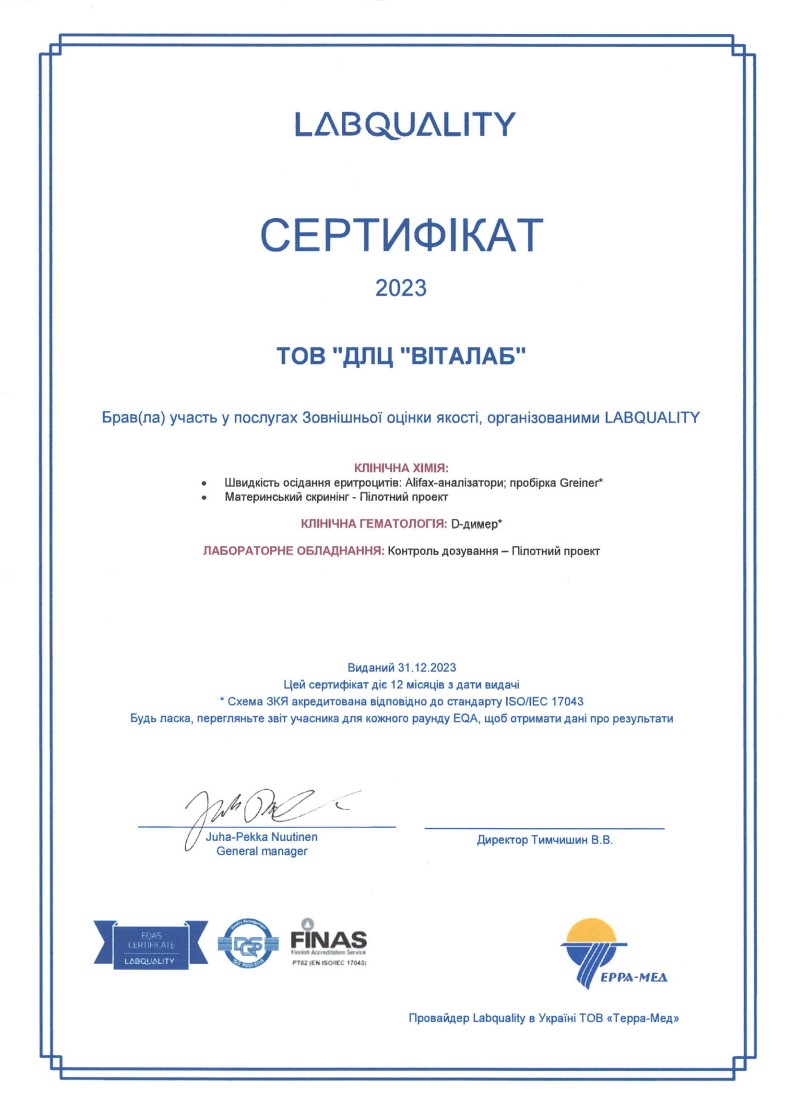 LABQUALITY
СЕРТИФІКАТ
2023
ТОВ "ДЛЦ "ВІТАЛАБ"
Брав(ла) участь у послугах Зовнішньої оцінки якості, організованими LABQUALITY
КЛІНІЧНА ХІМІЯ:
• Швидкість осідання еритроцитів: Alifax-аналізатори; пробірка Greiner*
• Материнський скринінг - Пілотний проект
КЛІНІЧНА ГЕМАТОЛОГІЯ: D-димер*
ЛАБОРАТОРНЕ ОБЛАДНАННЯ: Контроль дозування – Пілотний проект
Виданий 31.12.2023
Цей сертифікат діє 12 місяців з дати видачі
* Схема ЗКЯ акредитована відповідно до стандарту ISO/IEC 17043
Будь ласка, перегляньте звіт учасника для кожного раунду EQA, щоб отримати дані про результати
Juha-Pekka Nuutinen
General manager
Директор Тимчишин В.В.
EQAS
CERTIFICATE
LABQUALITY
FINAS
Finnish Accreditation Service
PT02 (EN ISO/IEC 17043)
ЕРРА-МЕД
Провайдер Labquality в Україні ТОВ «Терра-Мед»